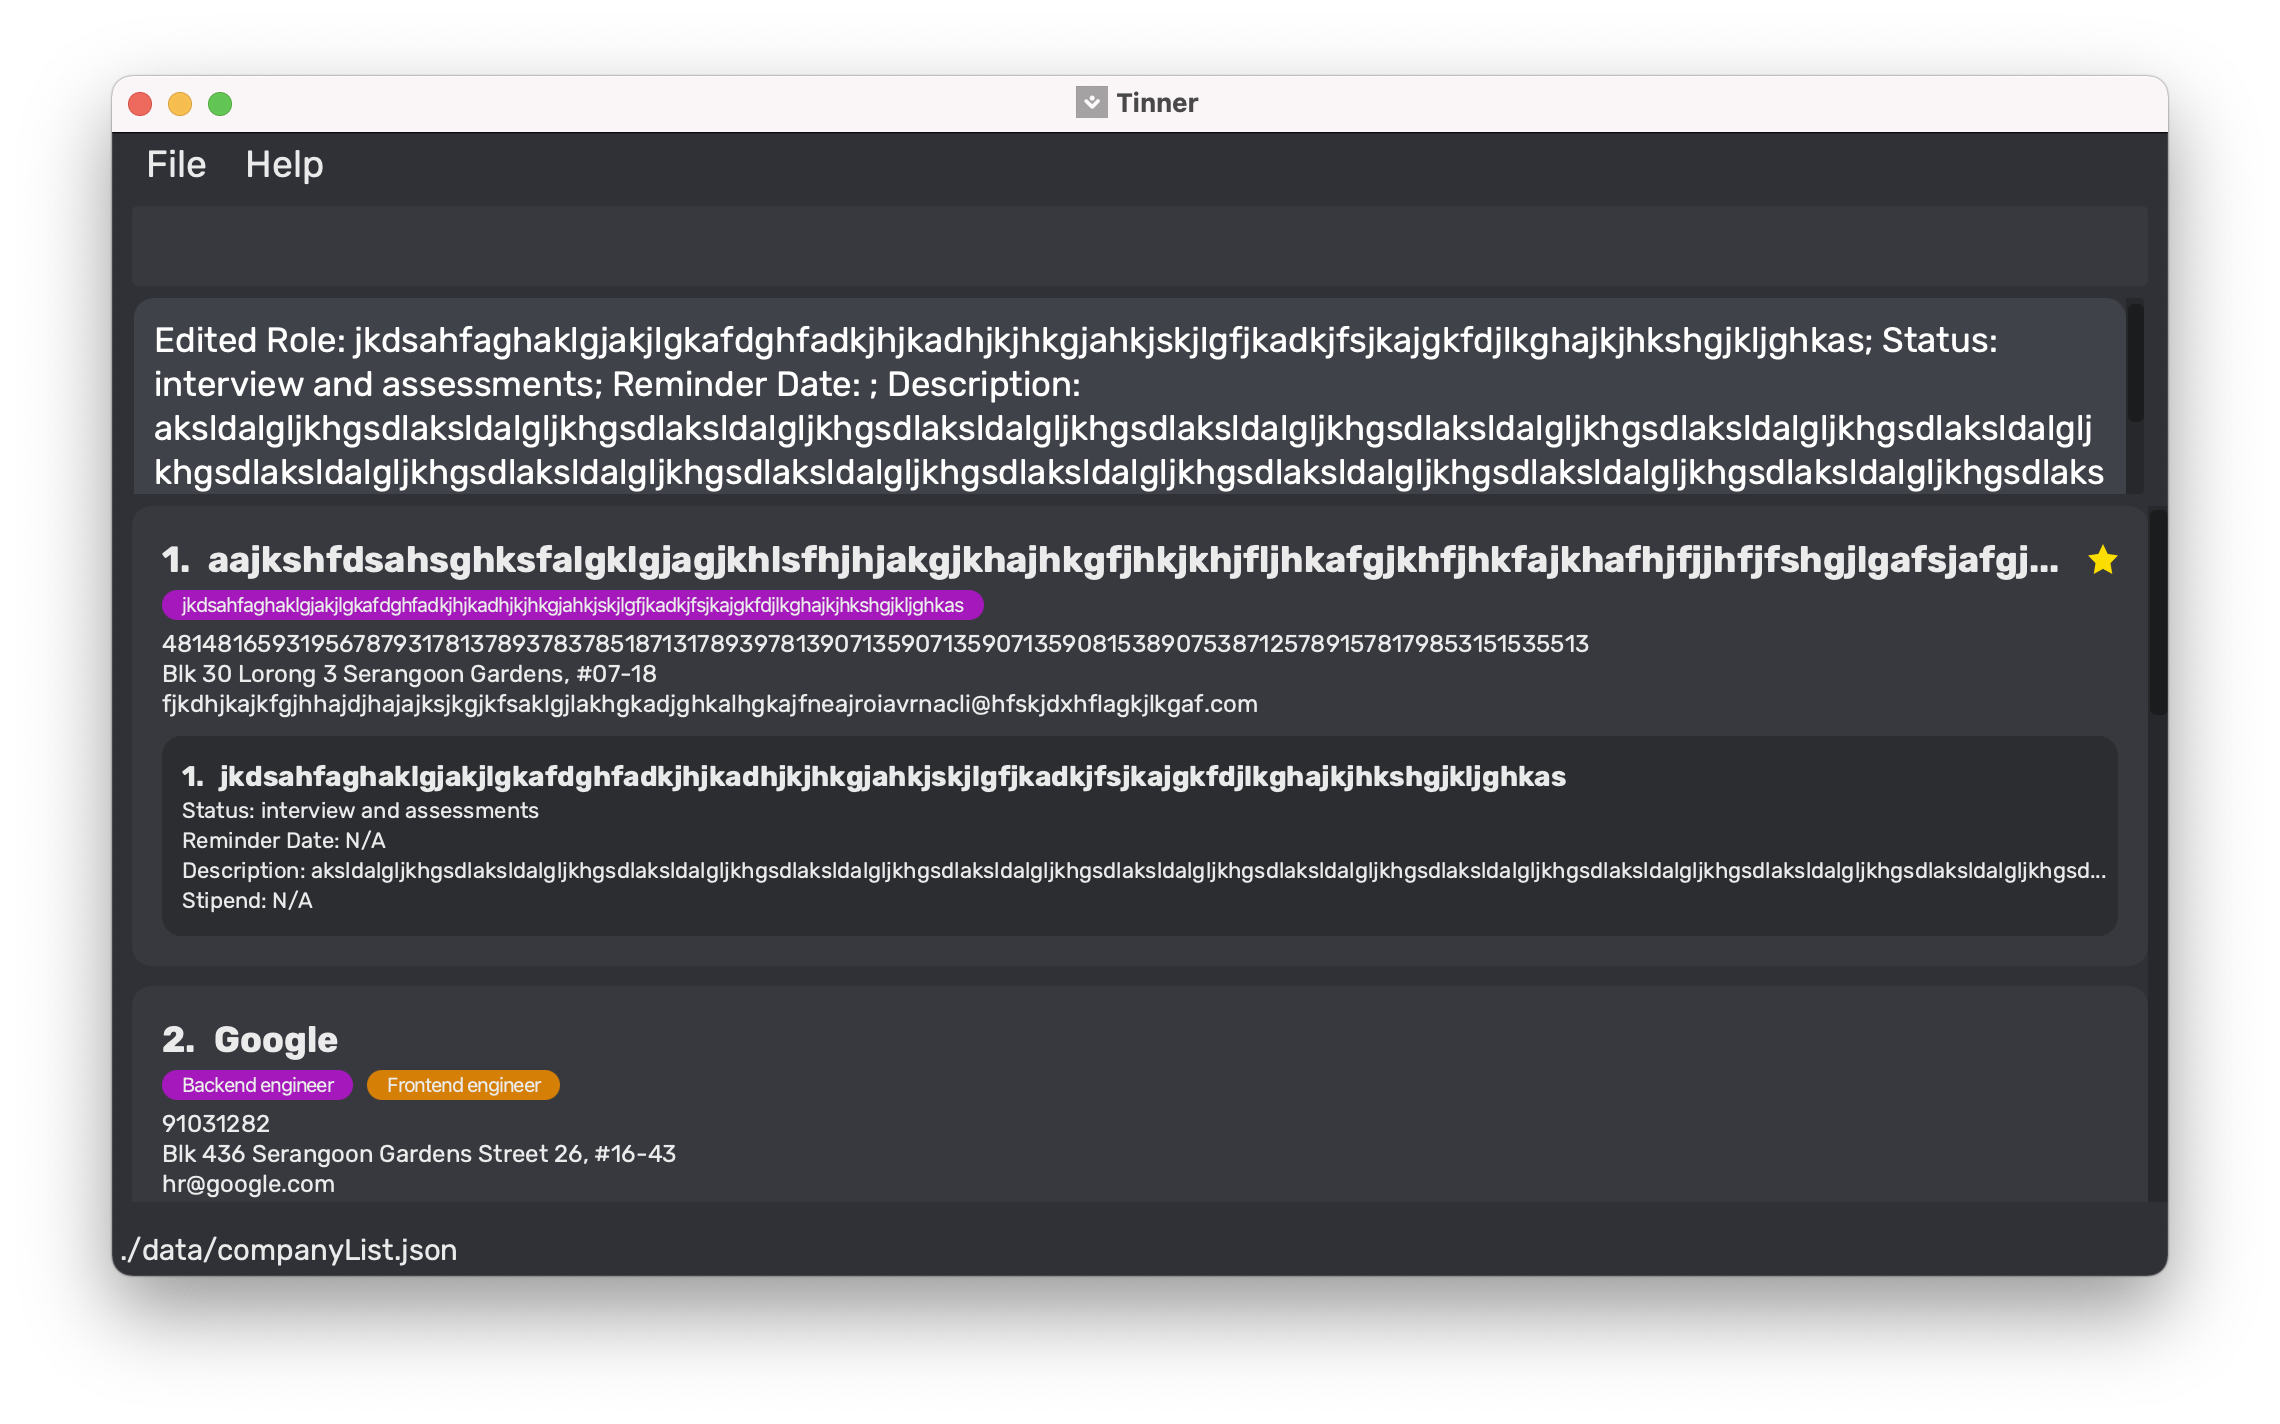 Tinner
File Help
Edited Role: jkdsahfaghaklgjakjlgkafdghfadkjhjkadhjkjhkgjahkjskjlgfjkadkjfsjkajgkfdjlkghajkjhkshgjkljghkas; Status:
interview and assessments; Reminder Date: ; Description:
aksldalgljkhgsdlaksldalgljkhgsdlaksldalgljkhgsdlaksldalgljkhgsdlaksldalgljkhgsdlaksldalgljkhgsdlaksldalgljkhgsdlaksldalglj
khgsdlaksldalgljkhgsdlaksldalgljkhgsdlaksldalgljkhgsdlaksldalgljkhgsdlaksldalgljkhgsdlaksldalgljkhgsdlaksldalgljkhgsdlaks
1. aajkshfdsahsghksfalgklgjagjkhlsfhjhjakgjkhajhkgfjhkjkhjfljhkafgjkhfjhkfajkhafhjfjjhfjfshgjlgafsjafgj...
jkdsahfaghaklgjakjlgkafdghfadkjhjkadhjkjhkgjahkjskjlgfjkadkjfsjkajgkfdjlkghajkjhkshgjkljghkas
481481659319567879317813789378378518713178939781390713590713590713590815389075387125789157817985315153​5513
Blk 30 Lorong 3 Serangoon Gardens, #07-18
fjkdhjkajkfgjhhajdjhajajksjkgjkfsaklgjlakhgkadjghkalhgkajfneajroiavrnacli@hfskjdxhflagkjlkgaf.com
1. jkdsahfaghaklgjakjlgkafdghfadkjhjkadhjkjhkgjahkjskjlgfjkadkjfsjkajgkfdjlkghajkjhkshgjkljghkas
Status: interview and assessments
Reminder Date: N/A
Description: aksldalgljkhgsdlaksldalgljkhgsdlaksldalgljkhgsdlaksldalgljkhgsdlaksldalgljkhgsdlaksldalgljkhgsdlaksldalgljkhgsdlaksldalgljkhgsdlaksldalgljkhgsdlaksldalgljkhgsdlaksldalgljkhgsd...
Stipend: N/A
2. Google
Backend engineer Frontend engineer
91031282
Blk 436 Serangoon Gardens Street 26, #16-43
hr@google.com
./data/companyList.json